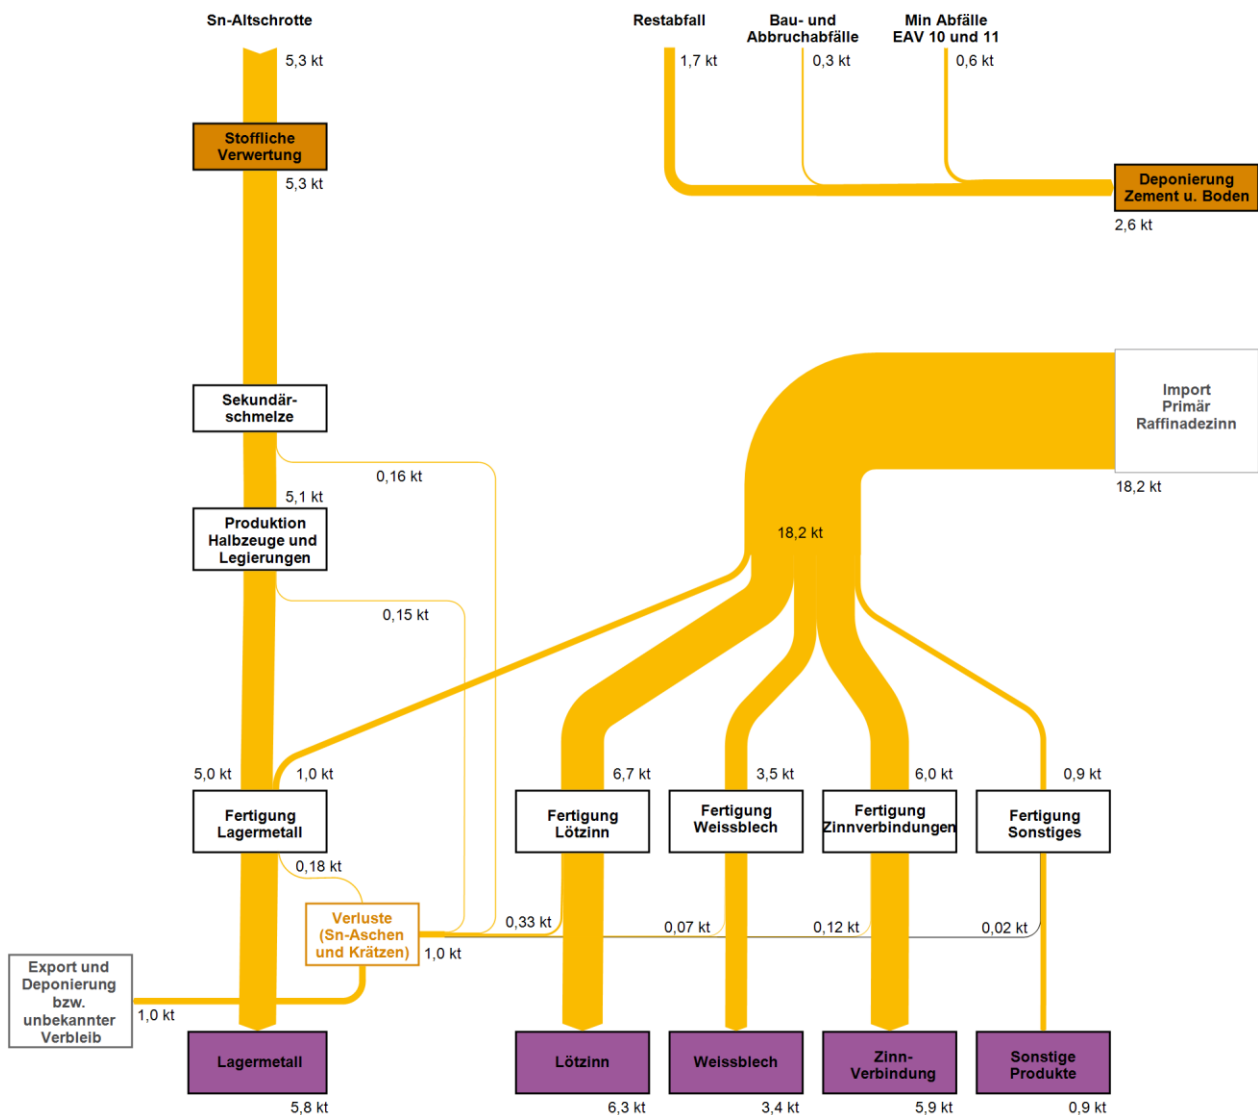 Sn-Altschrotte
5,3 kt
Restabfall
1,7 kt
Bau- und
Abbruchabfälle
0,3 kt
Min Abfälle
EAV 10 und 11
0,6 kt
Stoffliche
Verwertung
5,3 kt
Deponierung
Zement u. Boden
2,6 kt
Import
Primär
Raffinadezinn
18,2 kt
Sekundär-
schmelze
0,16 kt
5,1 kt
Produktion
Halbzeuge und
Legierungen
0,15 kt
18,2 kt
5,0 kt
1,0 kt
6,7 kt
3,5 kt
6,0 kt
0,9 kt
Fertigung
Lagermetall
Fertigung
Lötzinn
Fertigung
Weissblech
Fertigung
Zinnverbindungen
Fertigung
Sonstiges
0,18 kt
Verluste
(Sn-Aschen
und Krätzen)
1,0 kt
0,33 kt
0,07 kt
0,12 kt
0,02 kt
Export und
Deponierung
bzw.
unbekannter
Verbleib
1,0 kt
Lagermetall
5,8 kt
Lötzinn
6,3 kt
Weissblech
3,4 kt
Zinn-
Verbindung
5,9 kt
Sonstige
Produkte
0,9 kt